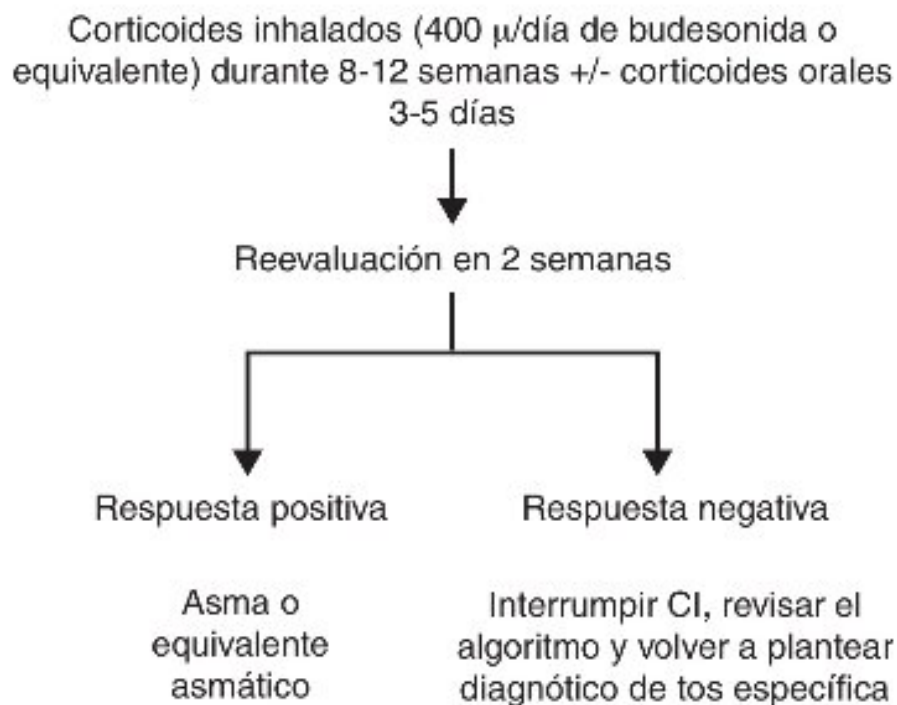 Corticoides inhalados (400 μ/día de budesonida o
equivalente) durante 8-12 semanas +/- corticoides orales
3-5 días
Reevaluación en 2 semanas
Respuesta positiva
Respuesta negativa
Asma o
equivalente
asmático
Interrumpir CI, revisar el
algoritmo y volver a plantear
diagnótico de tos específica